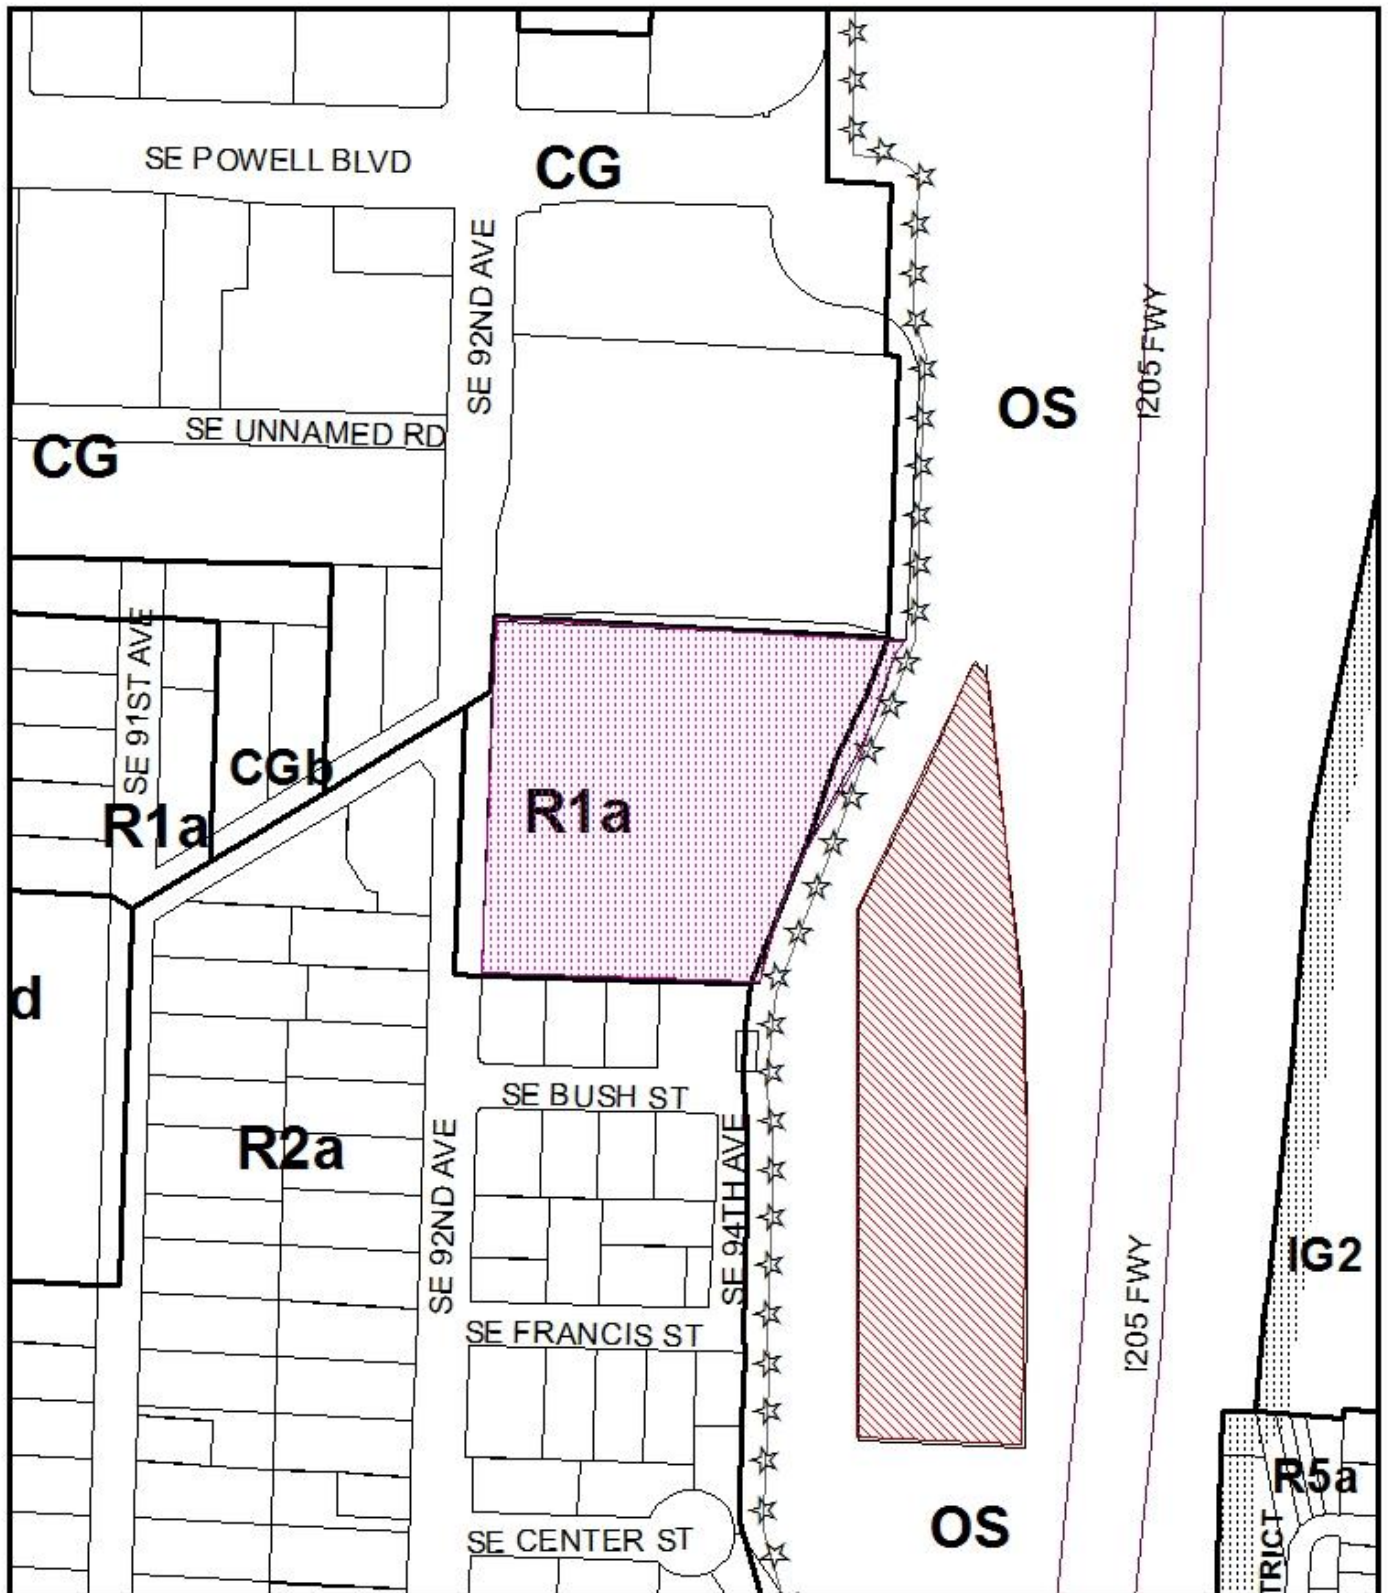 SE POWELL BLVD
CG
SE 92ND AVE
I205 FWY
OS
SE UNNAMED RD
CG
SE 91ST AVE
CGb
R1a
R1a
d
SE BUSH ST
R2a
SE 92ND AVE
SE 94TH AVE
IG2
I205 FWY
SE FRANCIS ST
R5a
OS
SE CENTER ST
TRICT